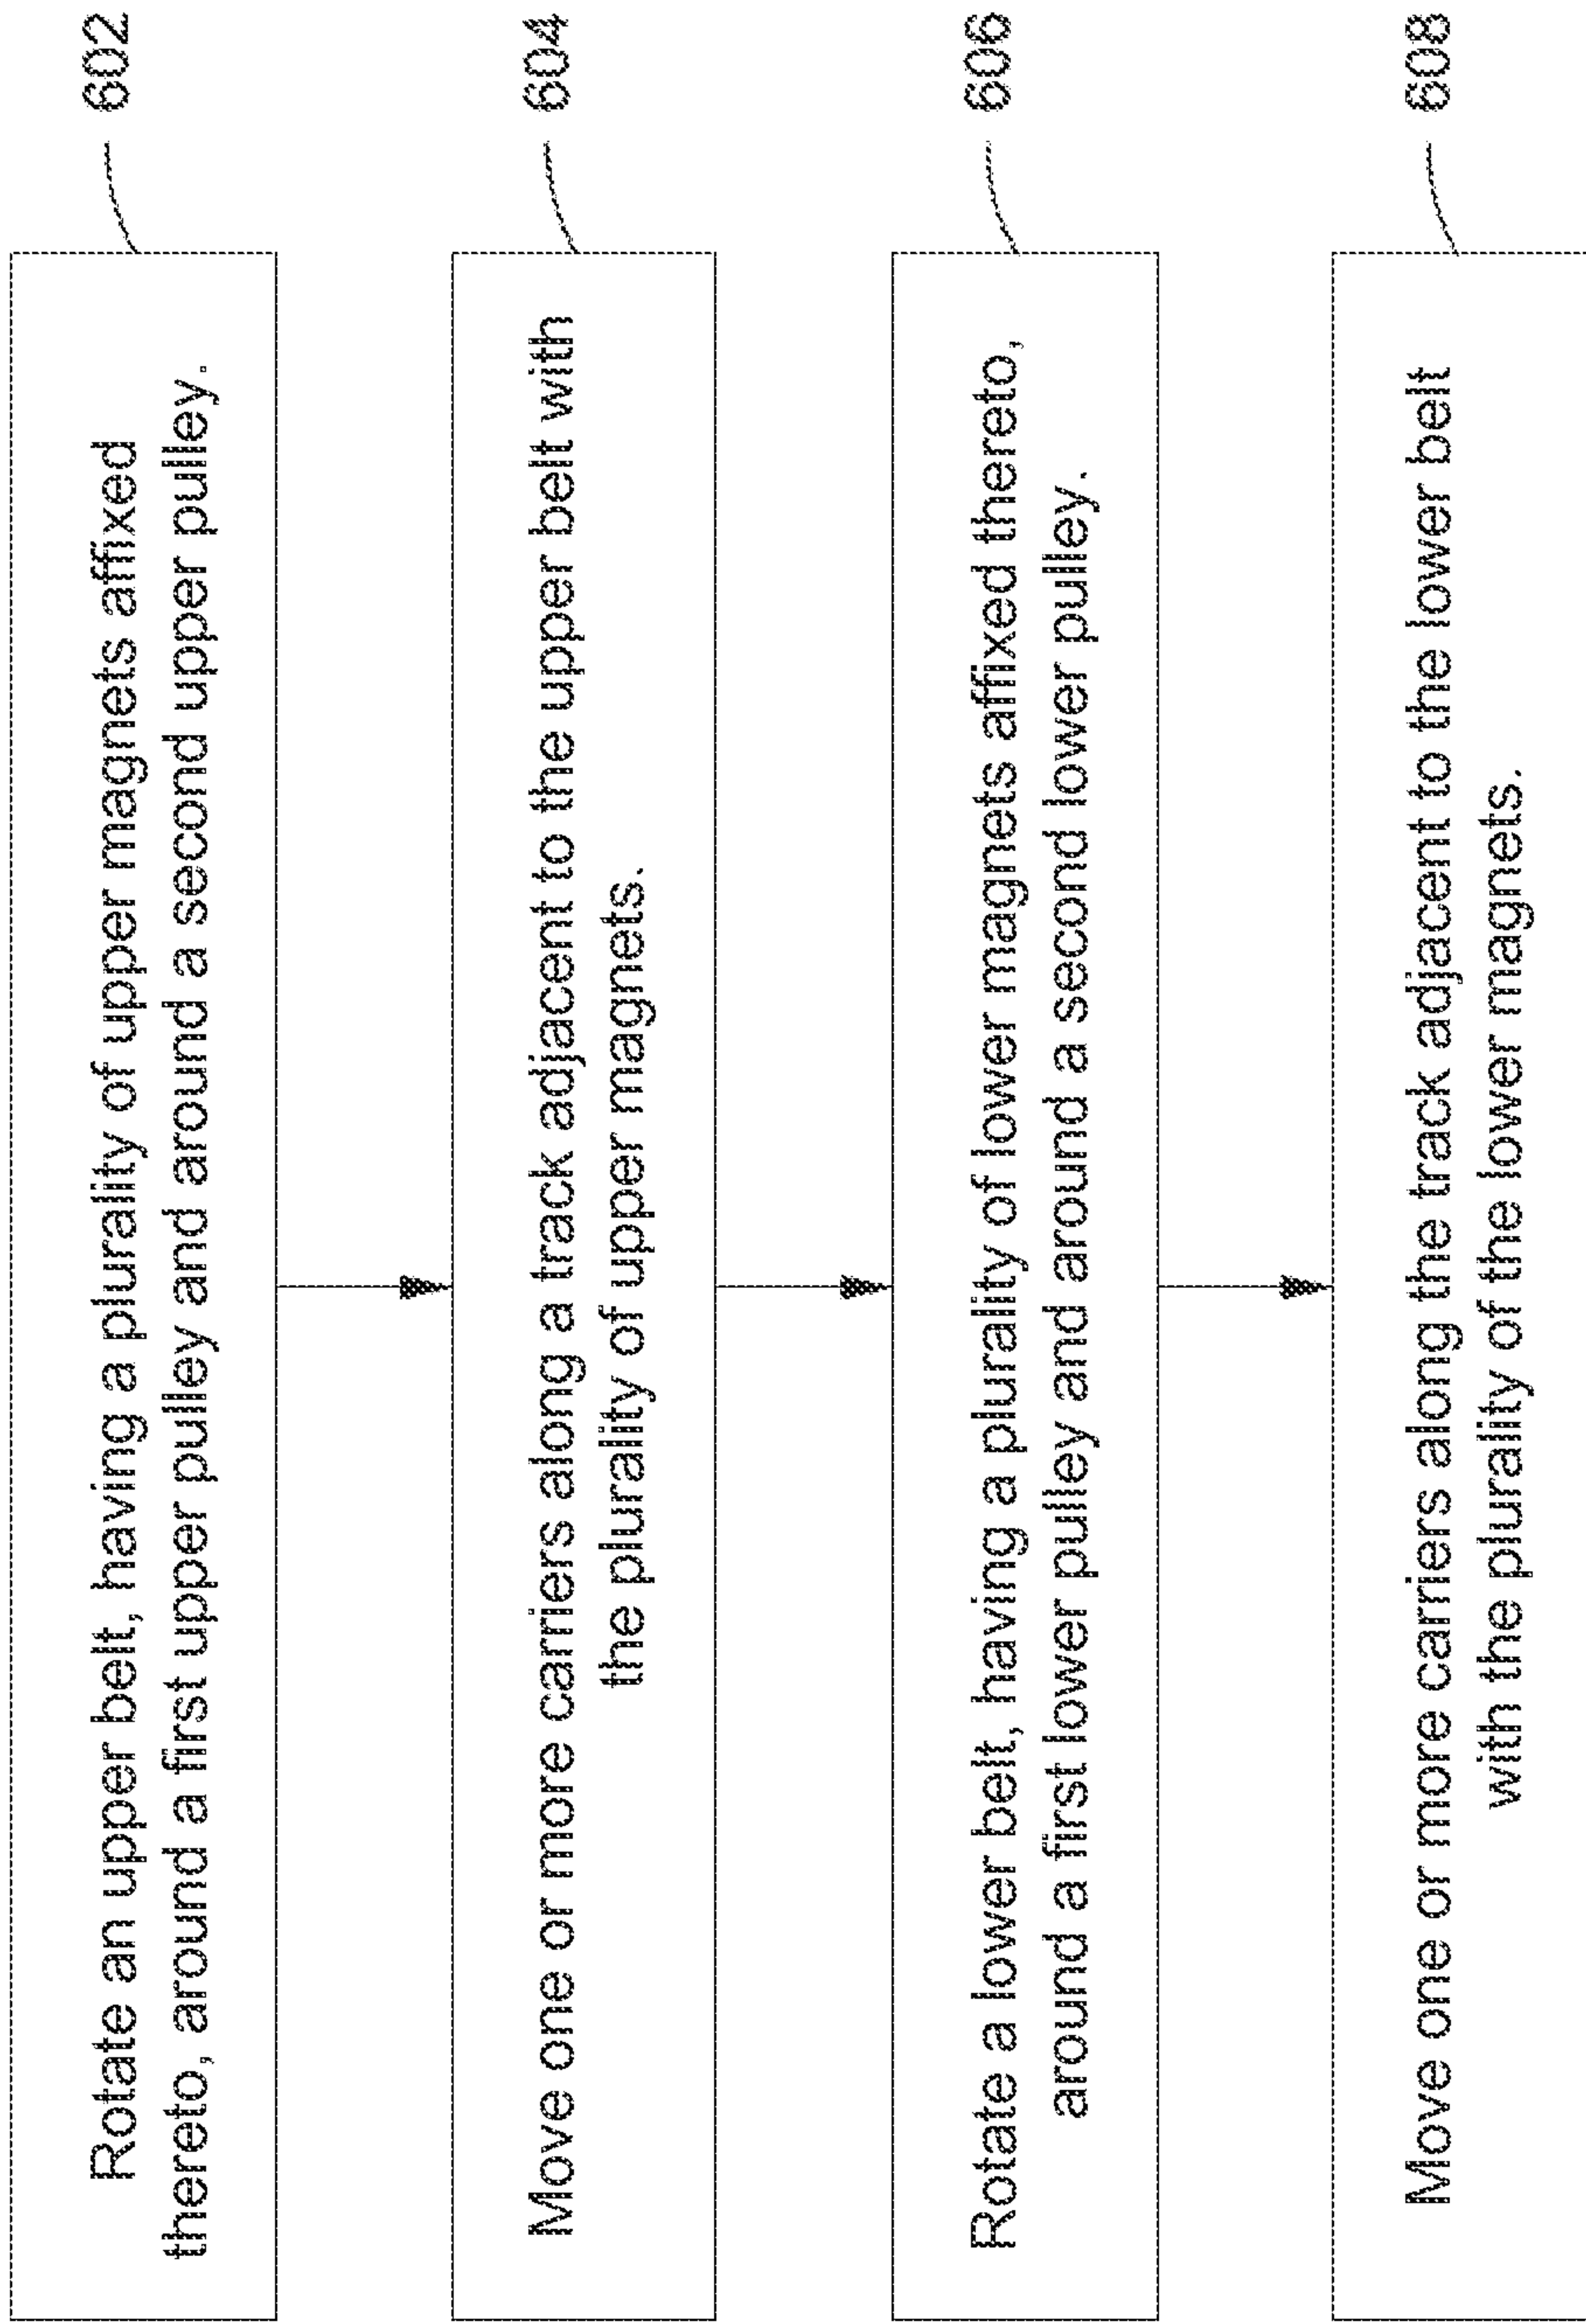 Rotate an upper belt, having a plurality of upper magnets affixed
thereto, around a first upper pulley and around a second upper pulley.
602
Move one or more carriers along a track adjacent to the upper belt with
the plurality of upper magnets.
604
Rotate a lower belt, having a plurality of lower magnets affixed thereto,
around a first lower pulley and around a second lower pulley.
606
Move one or more carriers along the track adjacent to the lower belt
with the plurality of the lower magnets.
608